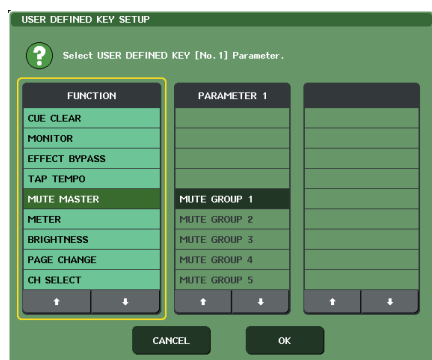 USER DEFINED KEY SETUP
?
Select USER DEFINED KEY [No.1] Parameter.
FUNCTION
PARAMETER 1
CUE CLEAR
MONITOR
EFFECT BYPASS
TAP TEMPO
MUTE MASTER
MUTE GROUP 1
METER
MUTE GROUP 2
BRIGHTNESS
MUTE GROUP 3
PAGE CHANGE
MUTE GROUP 4
CH SELECT
MUTE GROUP 5
CANCEL
OK